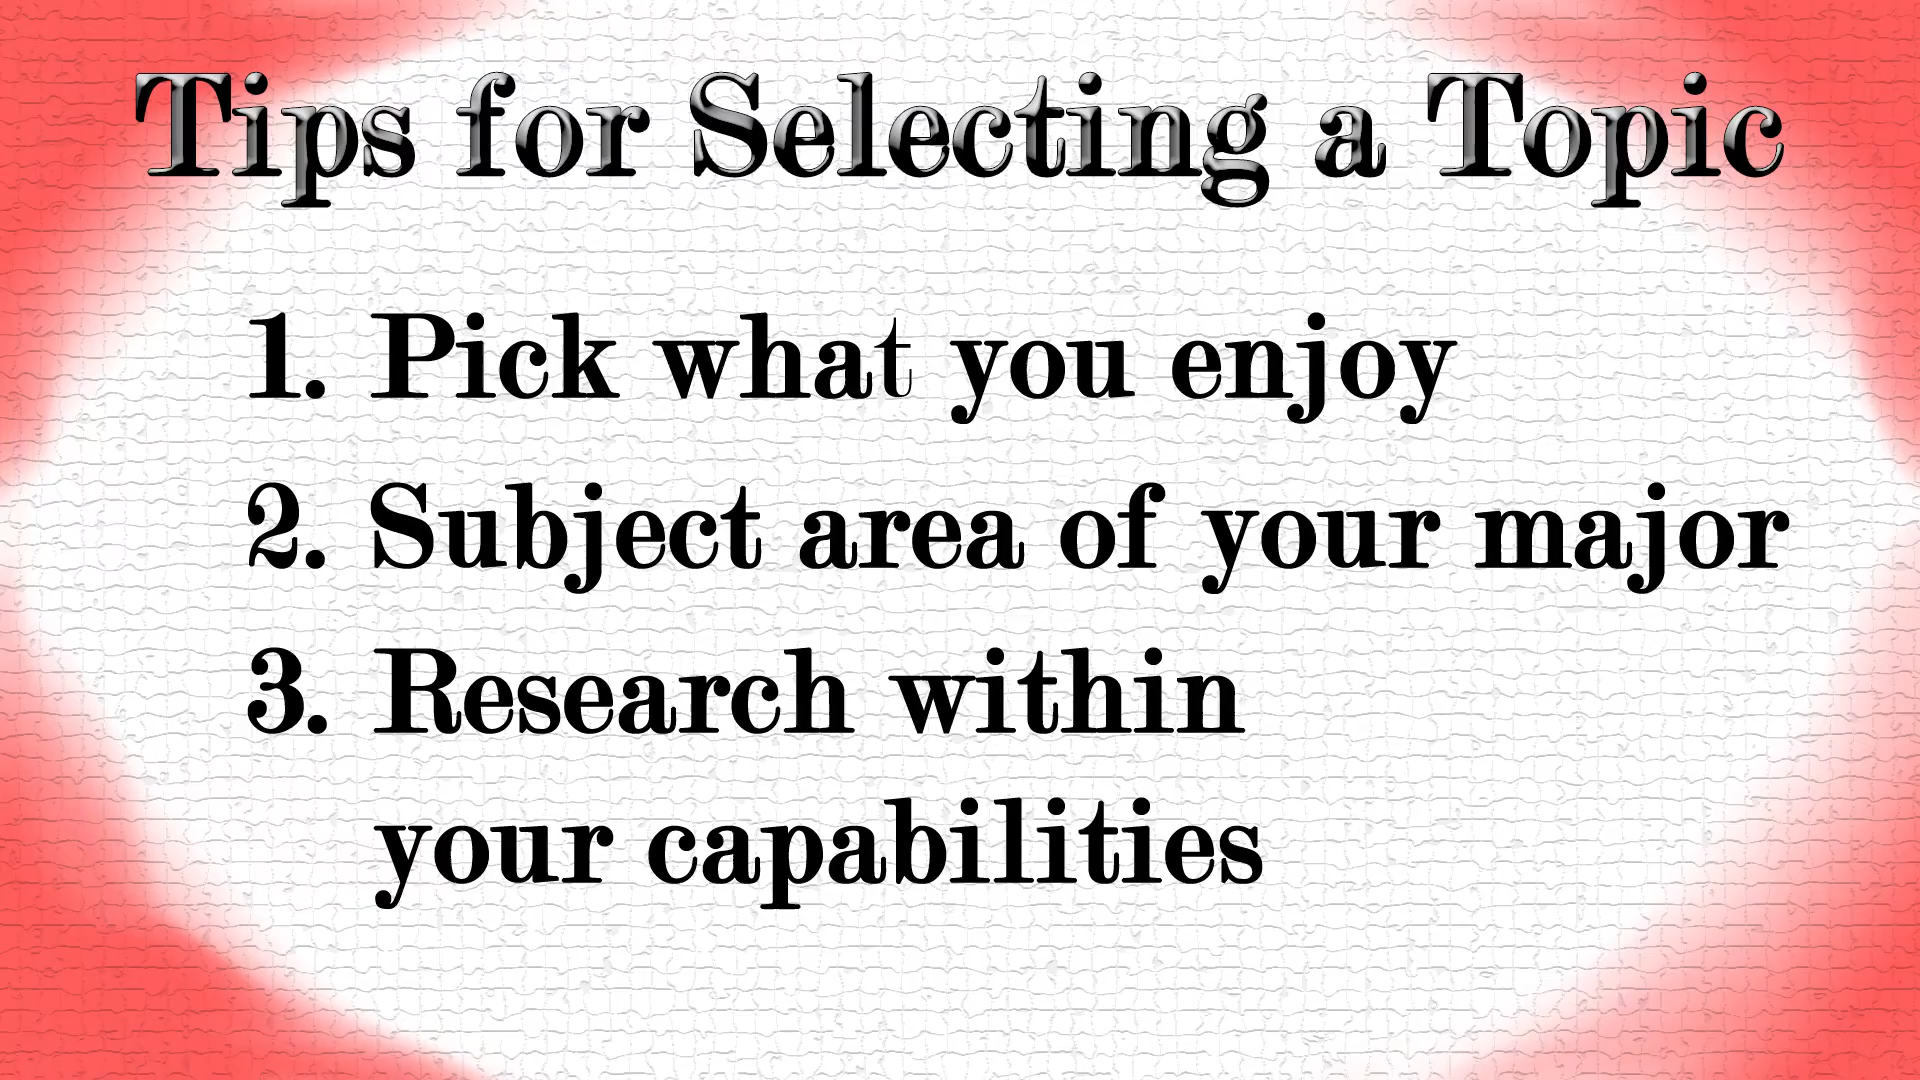 Tips for Selecting a Topic
1. Pick what you enjoy
2. Subject area of your major
3. Research within
your capabilities